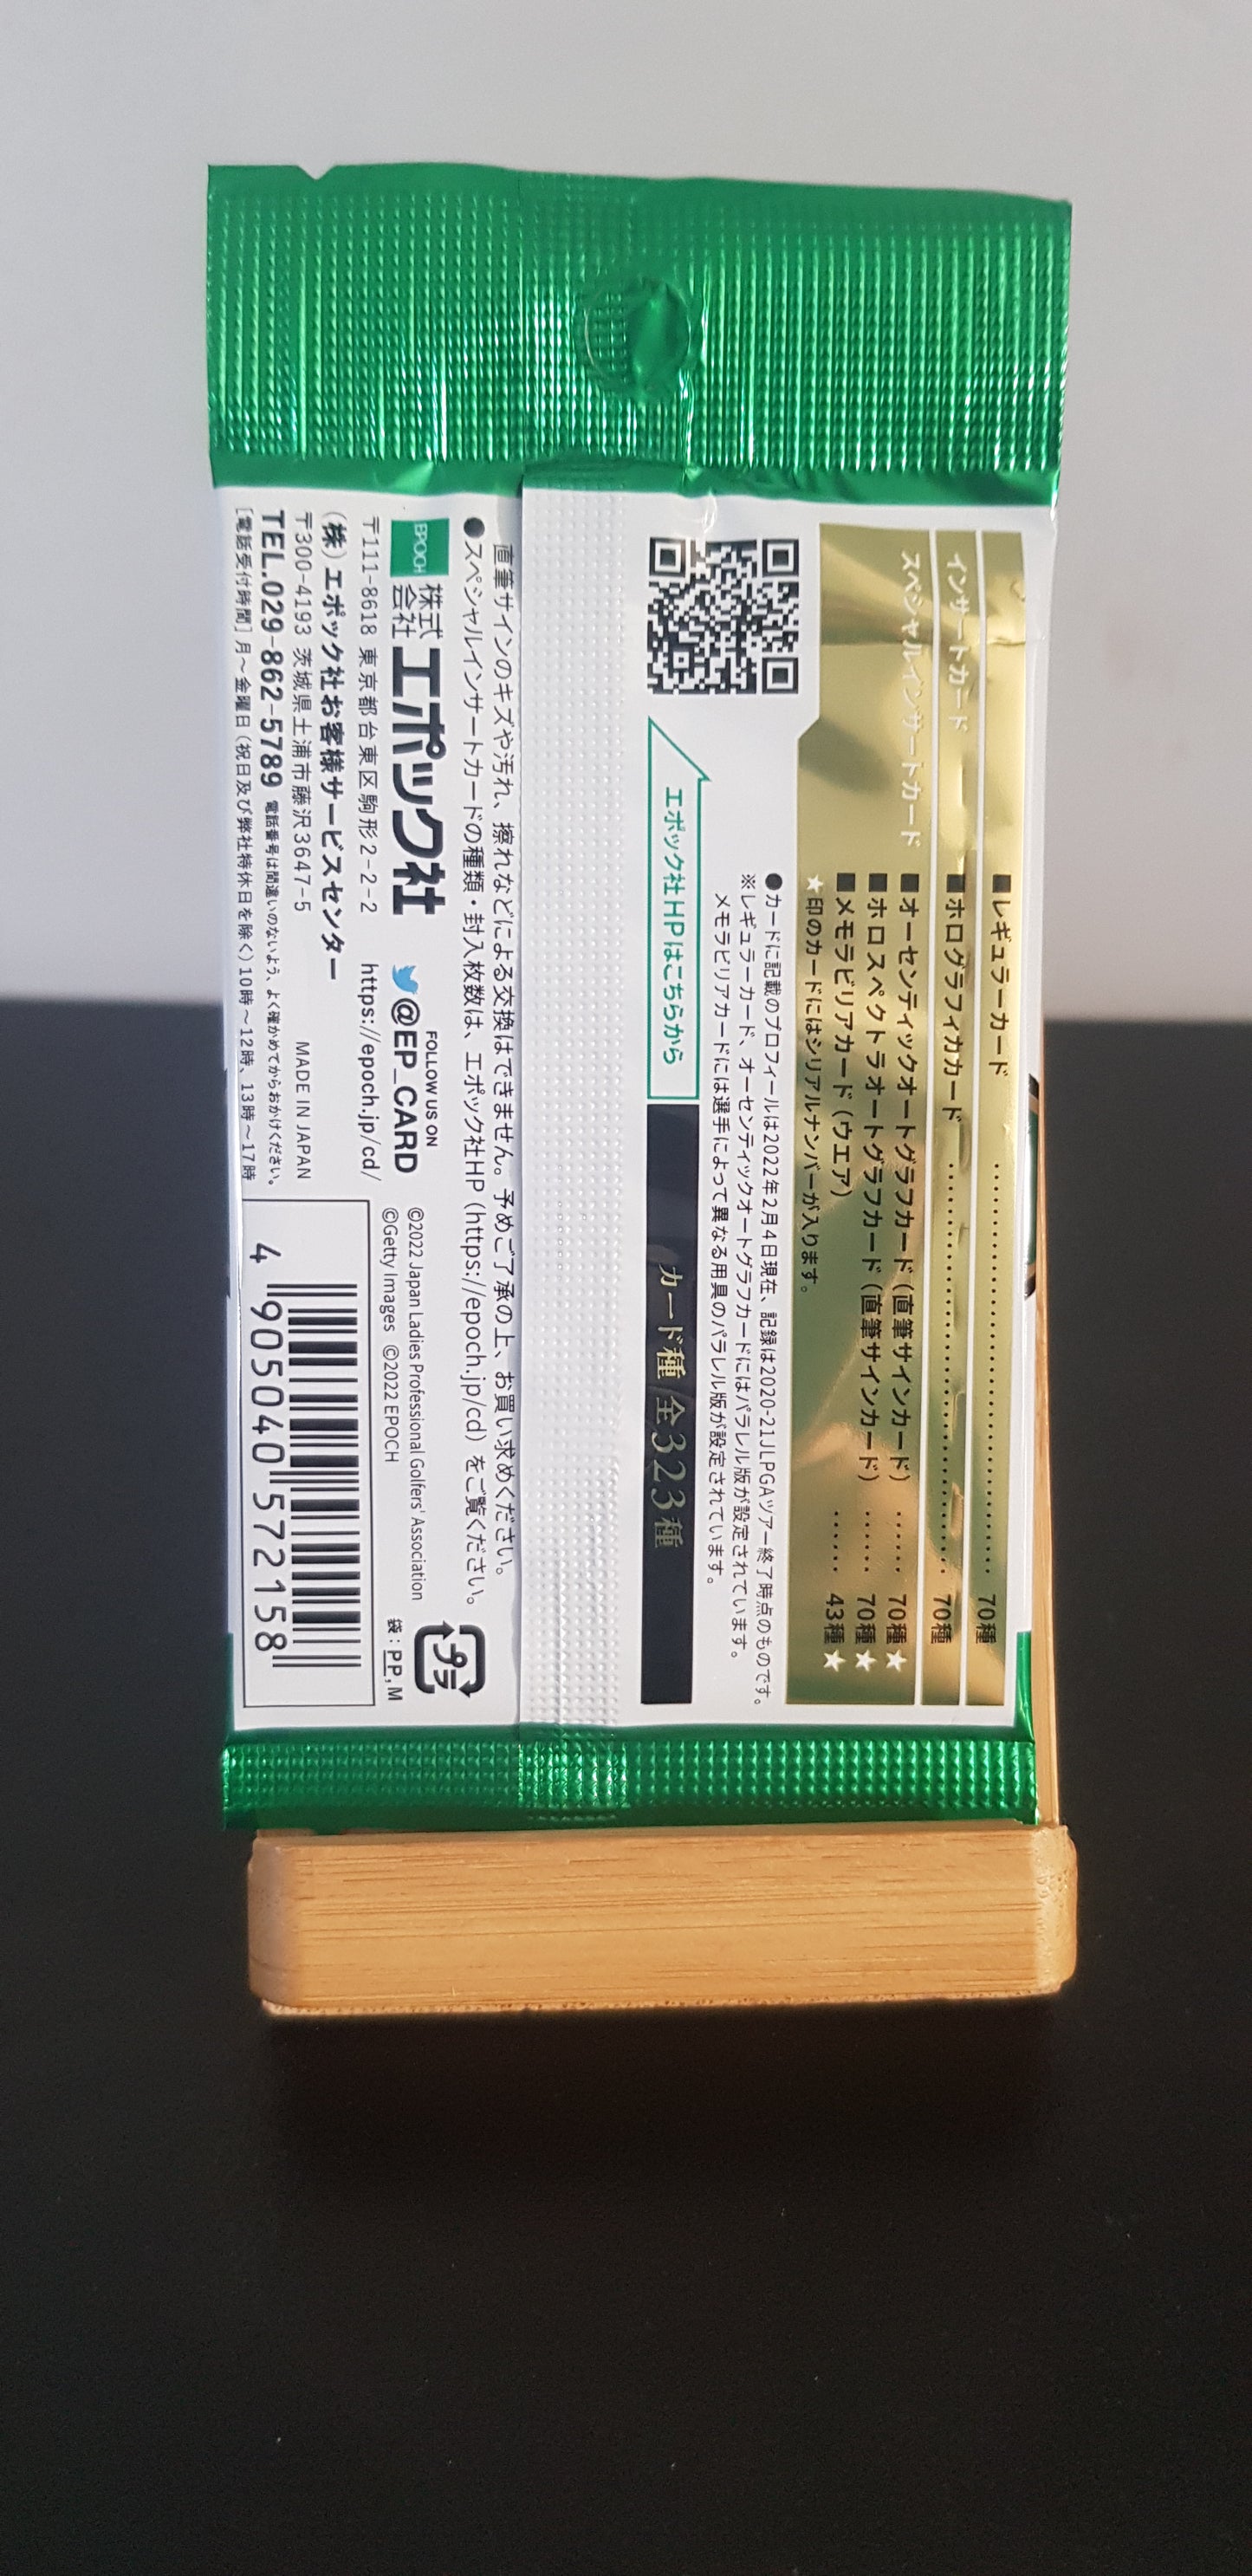 ■レギュラーカード ………………………… 70種
インサートカード ■ホログラフィカカード ………………………… 70種
スペシャルインサートカード ■オーセンティックオートグラフカード(直筆サインカード) …… 70種★
■ホロスペクトラオートグラフカード(直筆サインカード) …… 70種★
■メモラビリアカード(ウエア) …… 43種★
★印のカードにはシリアルナンバーが入ります。
●カードに記載のプロフィールは2022年2月4日現在、記録は2020-21JLPGAツアー終了時点のものです。
※レギュラーカード、オーセンティックオートグラフカードにはパラレル版が設定されています。
メモラビリアカードには選手によって異なる用具のパラレル版が設定されています。
エポック社HPはこちらから
カード種 全323種
直筆サインのキズや汚れ、擦れなどによる交換はできません。予めご了承の上、お買い求めください。
●スペシャルインサートカードの種類・封入枚数は、エポック社HP(https://epoch.jp/cd)をご覧ください。
EPOCH 株式会社 エポック社
〒111-8618 東京都台東区駒形2-2-2
(株)エポック社お客様サービスセンター
〒300-4193 茨城県土浦市藤沢3647-5
TEL.029-862-5789 電話番号は間違いのないよう、よく確かめてからおかけください。
[電話受付時間]月～金曜日(祝日及び弊社特休日を除く)10時～12時、13時～17時
FOLLOW US ON
@EP_CARD
https://epoch.jp/cd/
MADE IN JAPAN
©2022 Japan Ladies Professional Golfers' Association
©Getty Images ©2022 EPOCH
プラ
袋:PP,M
4 905040 572158